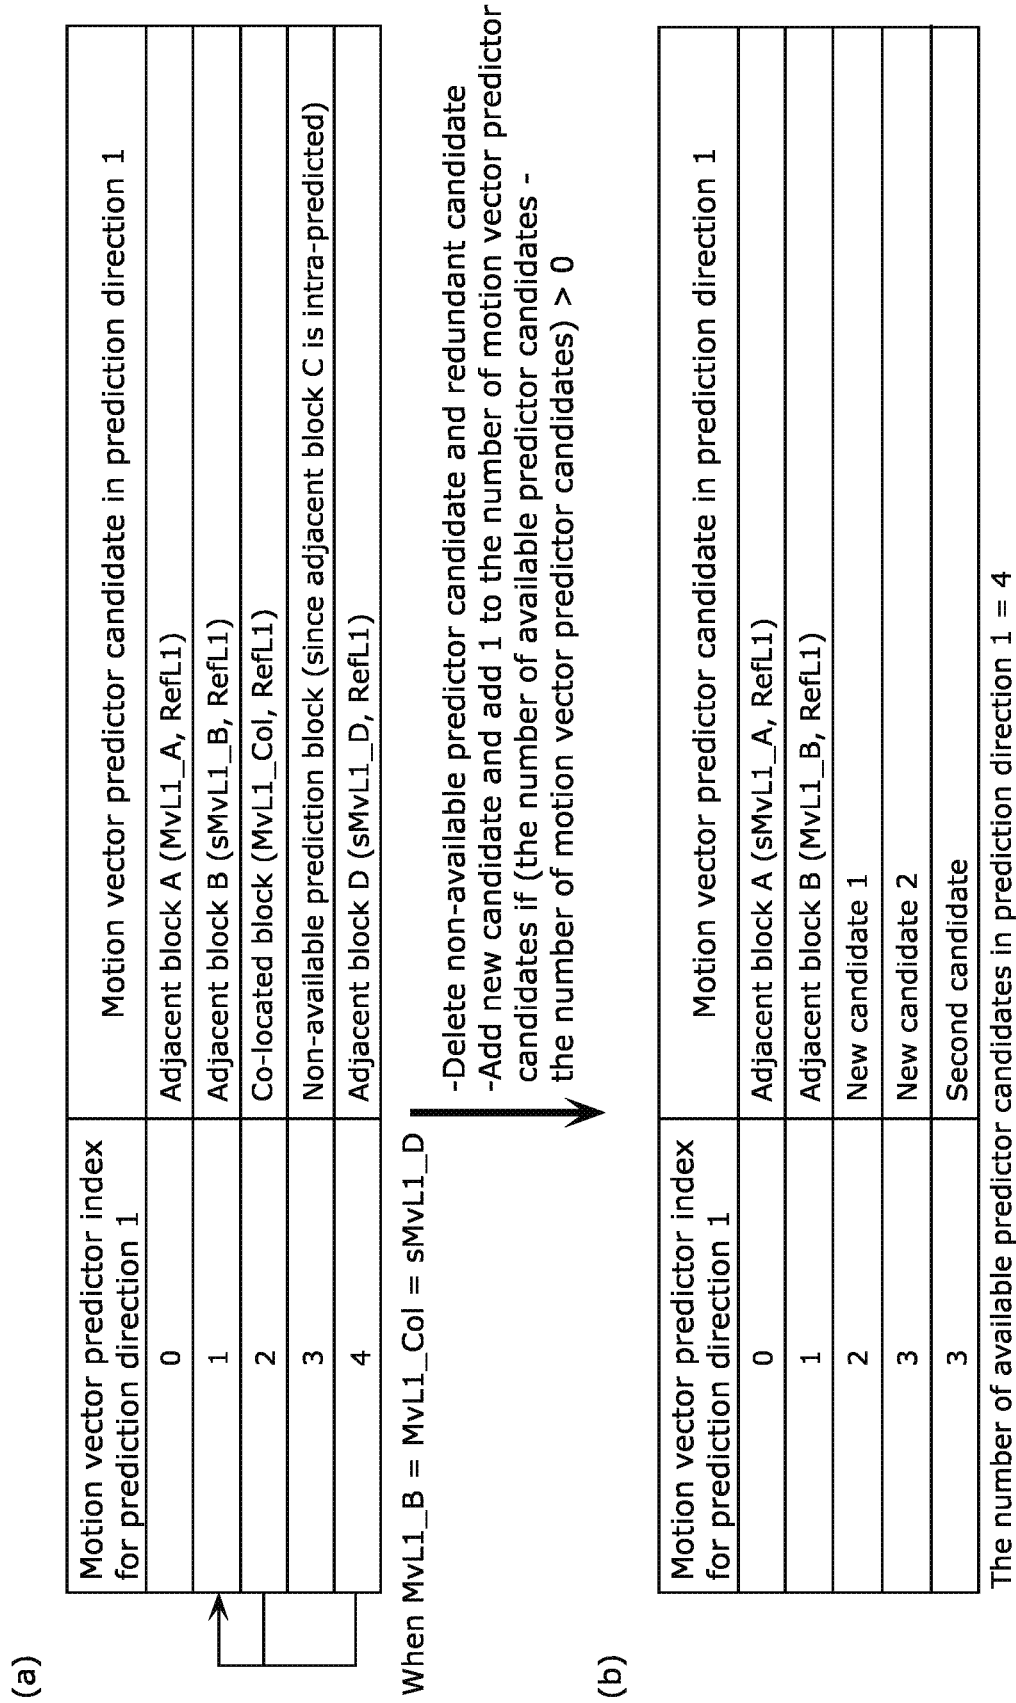 (a)
Motion vector predictor index
for prediction direction 1
Motion vector predictor candidate in prediction direction 1
0
Adjacent block A (MvL1_A, RefL1)
1
Adjacent block B (sMvL1_B, RefL1)
2
Co-located block (MvL1_Col, RefL1)
3
Non-available prediction block (since adjacent block C is intra-predicted)
4
Adjacent block D (sMvL1_D, RefL1)
When MvL1_B = MvL1_Col = sMvL1_D
-Delete non-available predictor candidate and redundant candidate
-Add new candidate and add 1 to the number of motion vector predictor
candidates if (the number of available predictor candidates -
the number of motion vector predictor candidates) > 0
(b)
Motion vector predictor index
for prediction direction 1
Motion vector predictor candidate in prediction direction 1
0
Adjacent block A (sMvL1_A, RefL1)
1
Adjacent block B (MvL1_B, RefL1)
2
New candidate 1
3
New candidate 2
3
Second candidate
The number of available predictor candidates in prediction direction 1 = 4